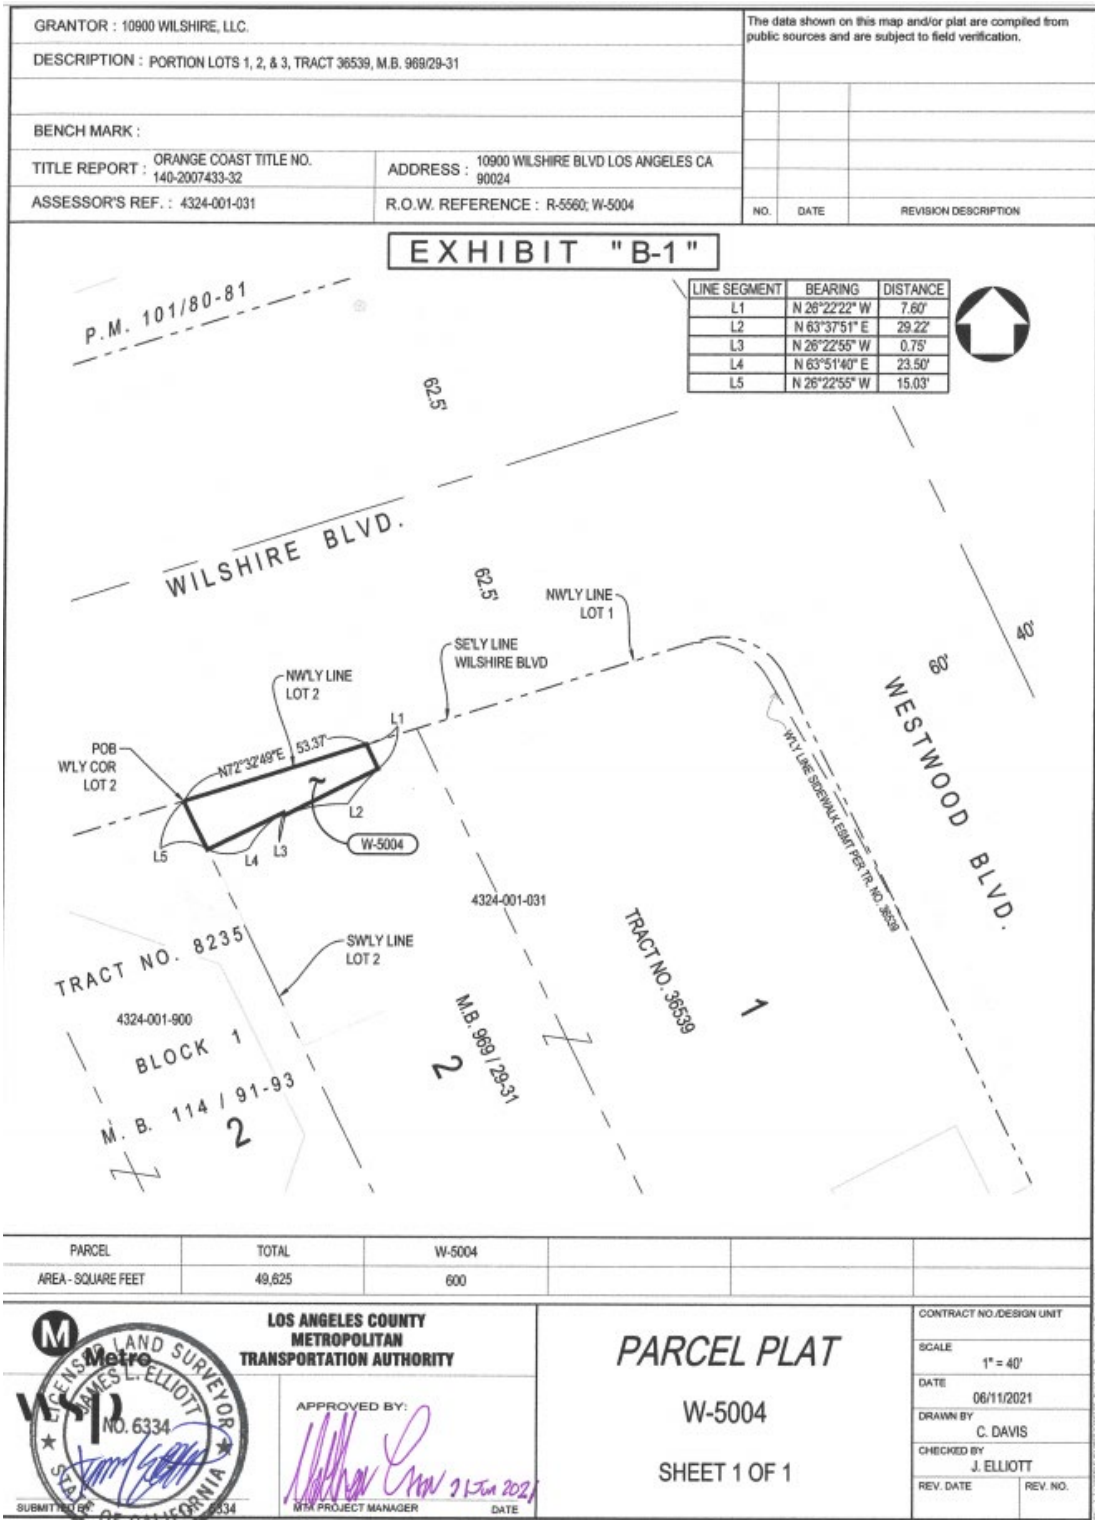 GRANTOR : 10900 WILSHIRE, LLC.
DESCRIPTION : PORTION LOTS 1, 2, & 3, TRACT 36539, M.B. 969/29-31
BENCH MARK :
TITLE REPORT : ORANGE COAST TITLE NO.
140-2007433-32
ADDRESS : 10900 WILSHIRE BLVD LOS ANGELES CA
90024
ASSESSOR'S REF. : 4324-001-031
R.O.W. REFERENCE : R-5560; W-5004
The data shown on this map and/or plat are compiled from
public sources and are subject to field verification.
NO. DATE REVISION DESCRIPTION
EXHIBIT "B-1"
LINE SEGMENT BEARING DISTANCE
L1 N 26°22'22" W 7.60'
L2 N 63°37'51" E 29.22'
L3 N 26°22'55" W 0.75'
L4 N 63°51'40" E 23.50'
L5 N 26°22'55" W 15.03'
P.M. 101/80-81
62.5'
WILSHIRE BLVD.
62.5'
NW'LY LINE
LOT 1
SE'LY LINE
WILSHIRE BLVD
40'
60'
WESTWOOD BLVD.
NW'LY LINE
LOT 2
L1
POB
W'LY COR
LOT 2
N72°32'49"E 53.37'
W'LY LINE SIDEWALK ESMT PER TR. NO. 36539
L2
L5
L4
L3
W-5004
4324-001-031
TRACT NO. 36539
1
SW'LY LINE
LOT 2
TRACT NO. 8235
4324-001-900
BLOCK 1
M. B. 114 / 91-93
2
M.B. 969 / 29-31
2
PARCEL TOTAL W-5004
AREA - SQUARE FEET 49,625 600
M
Metro
wsp
LICENSED LAND SURVEYOR
JAMES L. ELLIOTT
NO. 6334
STATE OF CALIFORNIA
SUBMITTED BY:
LOS ANGELES COUNTY
METROPOLITAN
TRANSPORTATION AUTHORITY
APPROVED BY:
21 Jun 2021
MTA PROJECT MANAGER DATE
PARCEL PLAT
W-5004
SHEET 1 OF 1
CONTRACT NO./DESIGN UNIT
SCALE
1" = 40'
DATE
06/11/2021
DRAWN BY
C. DAVIS
CHECKED BY
J. ELLIOTT
REV. DATE REV. NO.